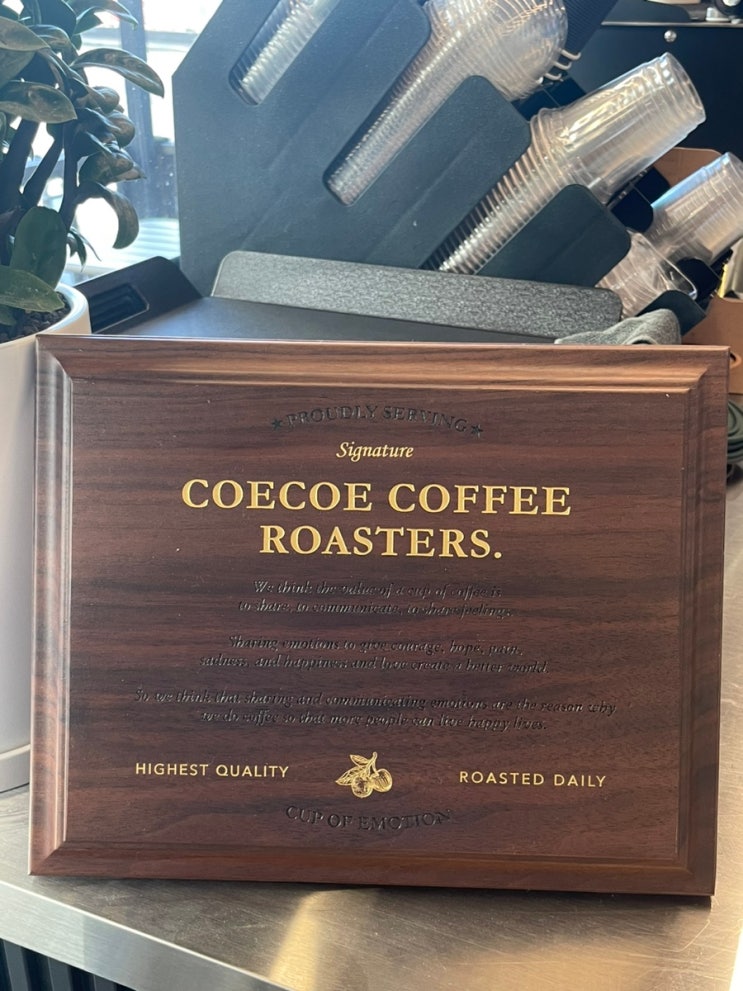 PROUDLY SERVING
Signature
COECOE COFFEE
ROASTERS.
We think the value of a cup of coffee is
to share, to communicate, to share feelings.
Sharing emotions to give courage, hope, pain,
sadness, and happiness and love create a better world.
So we think that sharing and communicating emotions are the reason why
we do coffee so that more people can live happy lives.
HIGHEST QUALITY
ROASTED DAILY
CUP OF EMOTION